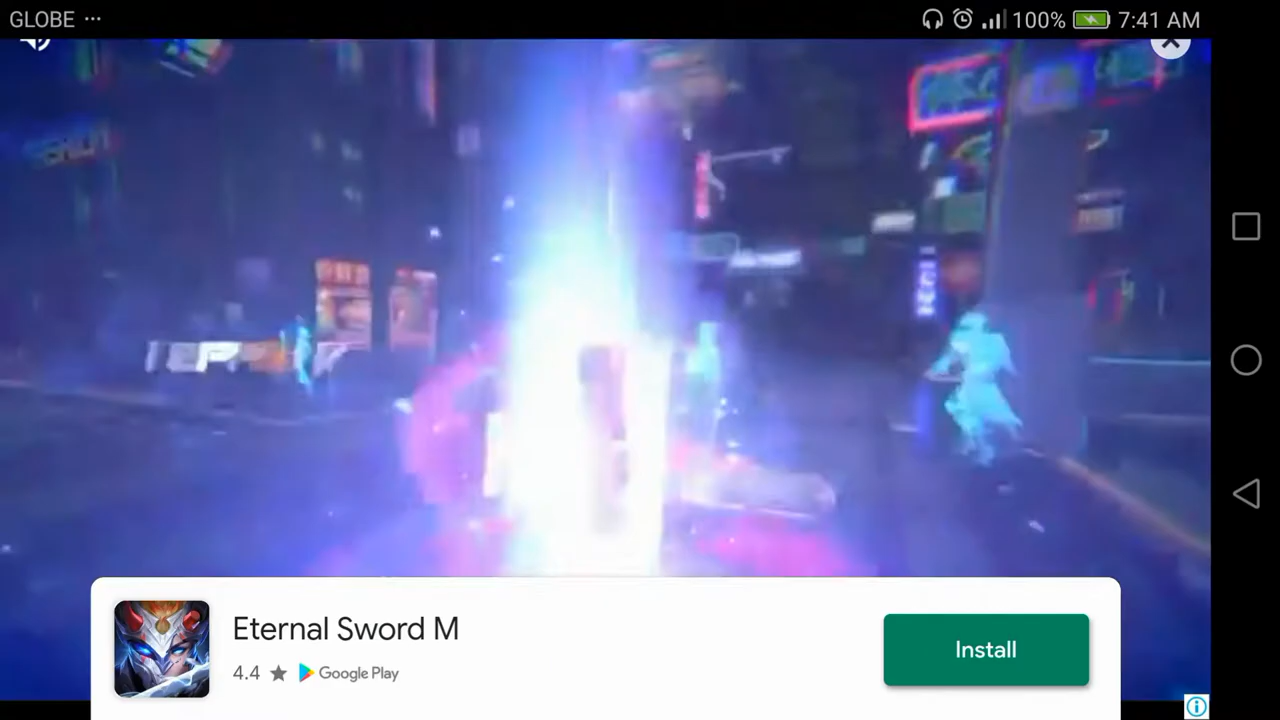 GLOBE ...
100% 7:41 AM
Eternal Sword M
4.4 ★ Google Play
Install